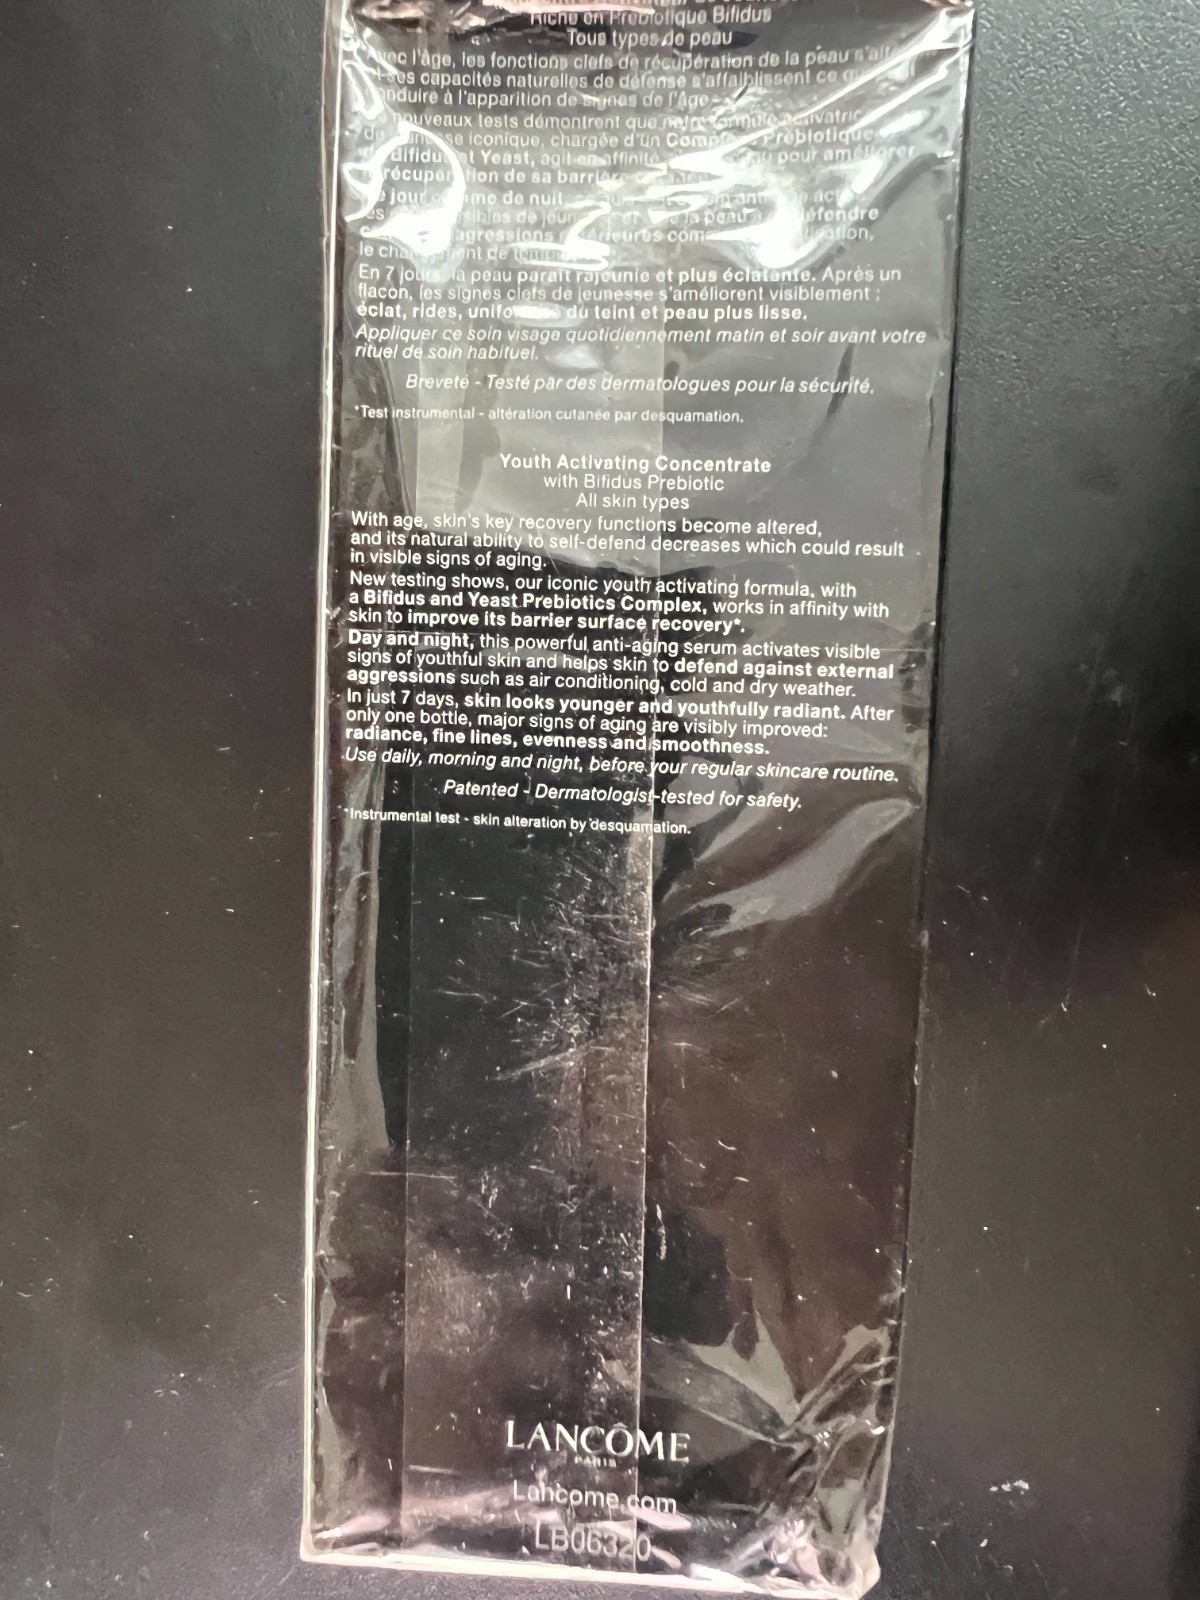 Riche en Prébiotique Bifidus
Tous types de peau
Avec l'âge, les fonctions clefs de récupération de la peau
ses capacités naturelles de défense s'affaiblissent ce
conduire à l'apparition de signes de l'âge
nouveaux tests démontrent que notre formule
iconique, chargée d'un Prébiotique
Bifidus et Yeast, agit en affinité pour améliorer
récupération de sa barrière
jour comme de nuit,
de la peau défendre
agressions extérieures
le
En 7 jours, la peau paraît rajeunie et plus éclatante. Après un
flacon, les signes clefs de jeunesse s'améliorent visiblement :
éclat, rides, du teint et peau plus lisse.
Appliquer ce soin visage quotidiennement matin et soir avant votre
rituel de soin habituel.
Breveté - Testé par des dermatologues pour la sécurité.
*Test instrumental - altération cutanée par desquamation.
Youth Activating Concentrate
with Bifidus Prebiotic
All skin types
With age, skin's key recovery functions become altered,
and its natural ability to self-defend decreases which could result
in visible signs of aging.
New testing shows, our iconic youth activating formula, with
a Bifidus and Yeast Prebiotics Complex, works in affinity with
skin to improve its barrier surface recovery*.
Day and night, this powerful anti-aging serum activates visible
signs of youthful skin and helps skin to defend against external
aggressions such as air conditioning, cold and dry weather.
In just 7 days, skin looks younger and youthfully radiant. After
only one bottle, major signs of aging are visibly improved:
radiance, fine lines, evenness and smoothness.
Use daily, morning and night, before your regular skincare routine.
Patented - Dermatologist-tested for safety.
*Instrumental test - skin alteration by desquamation.
LANCÔME
PARIS
Lancome.com
LB06320